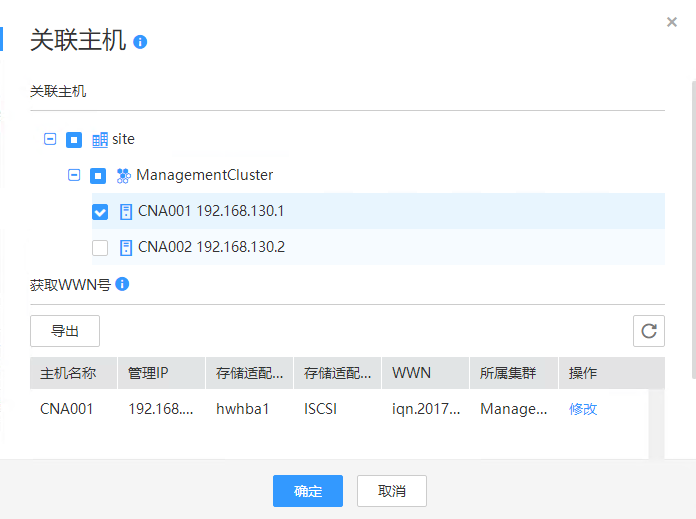 关联主机
关联主机
site
ManagementCluster
CNA001 192.168.130.1
CNA002 192.168.130.2
获取WWN号
导出
主机名称 管理IP 存储适配... 存储适配... WWN 所属集群 操作
CNA001 192.168.... hwhba1 ISCSI iqn.2017... Manage... 修改
确定 取消